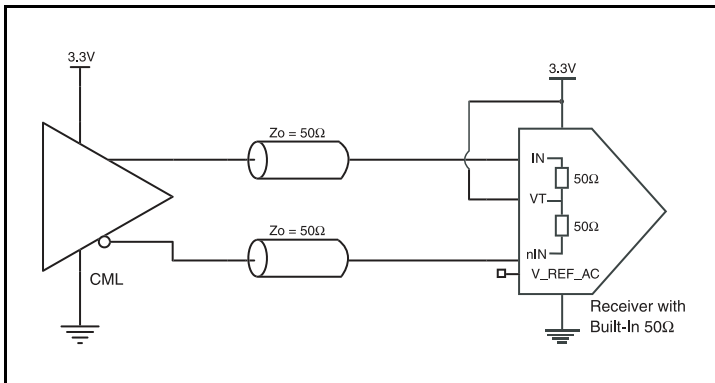 3.3V
3.3V
Zo = 50Ω
IN
50Ω
VT
50Ω
Zo = 50Ω
nIN
V_REF_AC
CML
Receiver with
Built-In 50Ω